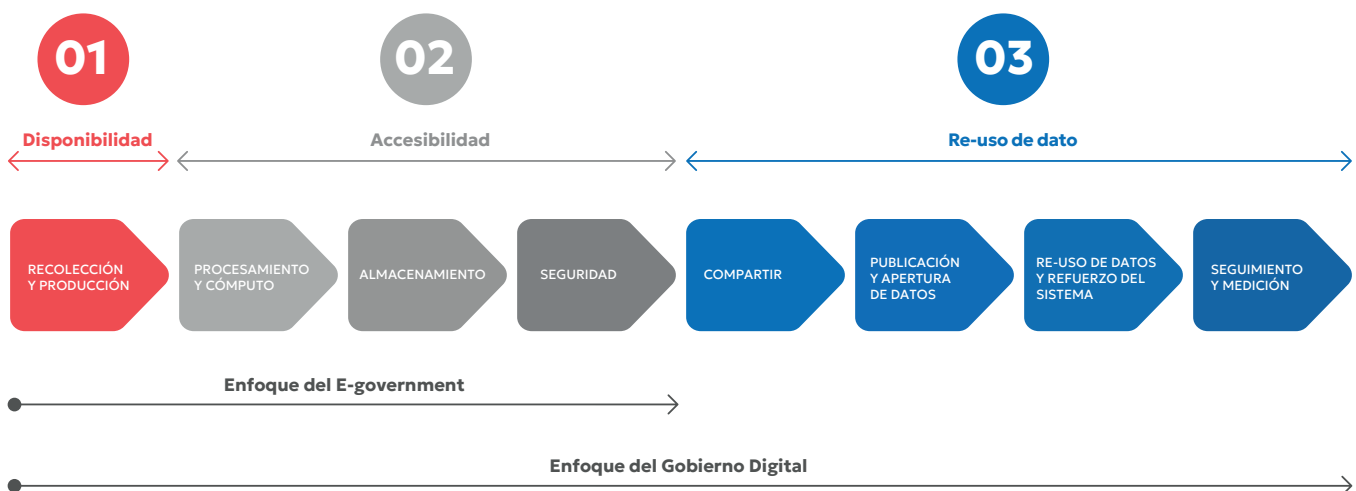 01
02
03
Disponibilidad
Accesibilidad
Re-uso de dato
RECOLECCIÓN
Y PRODUCCIÓN
PROCESAMIENTO
Y CÓMPUTO
ALMACENAMIENTO
SEGURIDAD
COMPARTIR
PUBLICACIÓN
Y APERTURA
DE DATOS
RE-USO DE DATOS
Y REFUERZO DEL
SISTEMA
SEGUIMIENTO
Y MEDICIÓN
Enfoque del E-government
Enfoque del Gobierno Digital